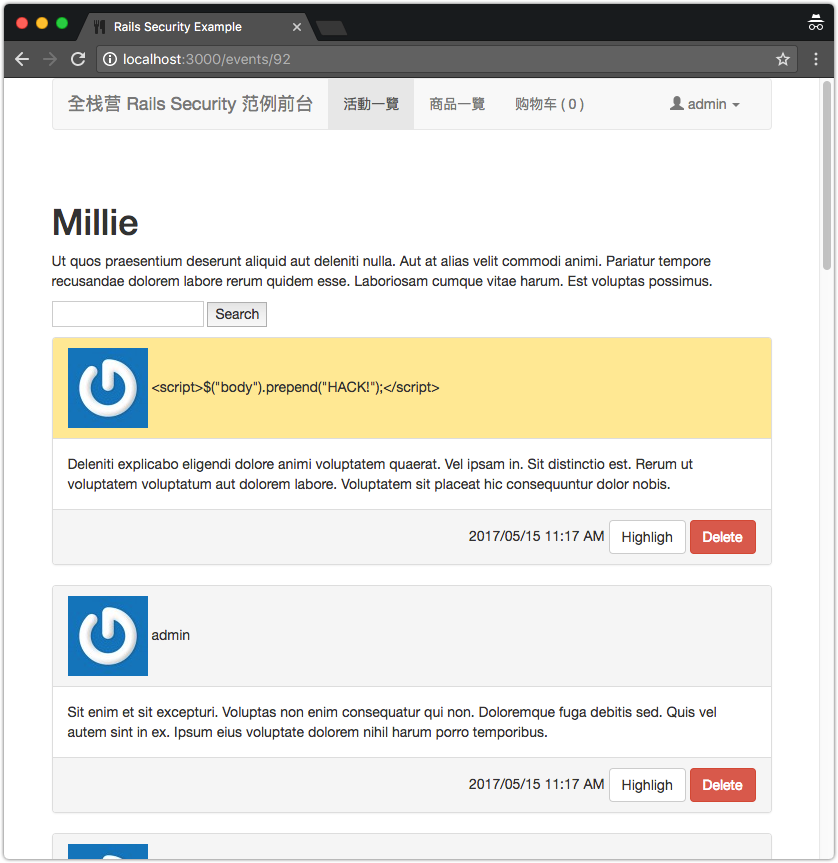 Rails Security Example
localhost:3000/events/92
全栈营 Rails Security 范例前台 活動一覽 商品一覽 购物车 ( 0 ) admin
Millie
Ut quos praesentium deserunt aliquid aut deleniti nulla. Aut at alias velit commodi animi. Pariatur tempore
recusandae dolorem labore rerum quidem esse. Laboriosam cumque vitae harum. Est voluptas possimus.
Search
<script>$("body").prepend("HACK!");</script>
Deleniti explicabo eligendi dolore animi voluptatem quaerat. Vel ipsam in. Sit distinctio est. Rerum ut
voluptatem voluptatum aut dolorem labore. Voluptatem sit placeat hic consequuntur dolor nobis.
2017/05/15 11:17 AM Highligh Delete
admin
Sit enim et sit excepturi. Voluptas non enim consequatur qui non. Doloremque fuga debitis sed. Quis vel
autem sint in ex. Ipsum eius voluptate dolorem nihil harum porro temporibus.
2017/05/15 11:17 AM Highligh Delete